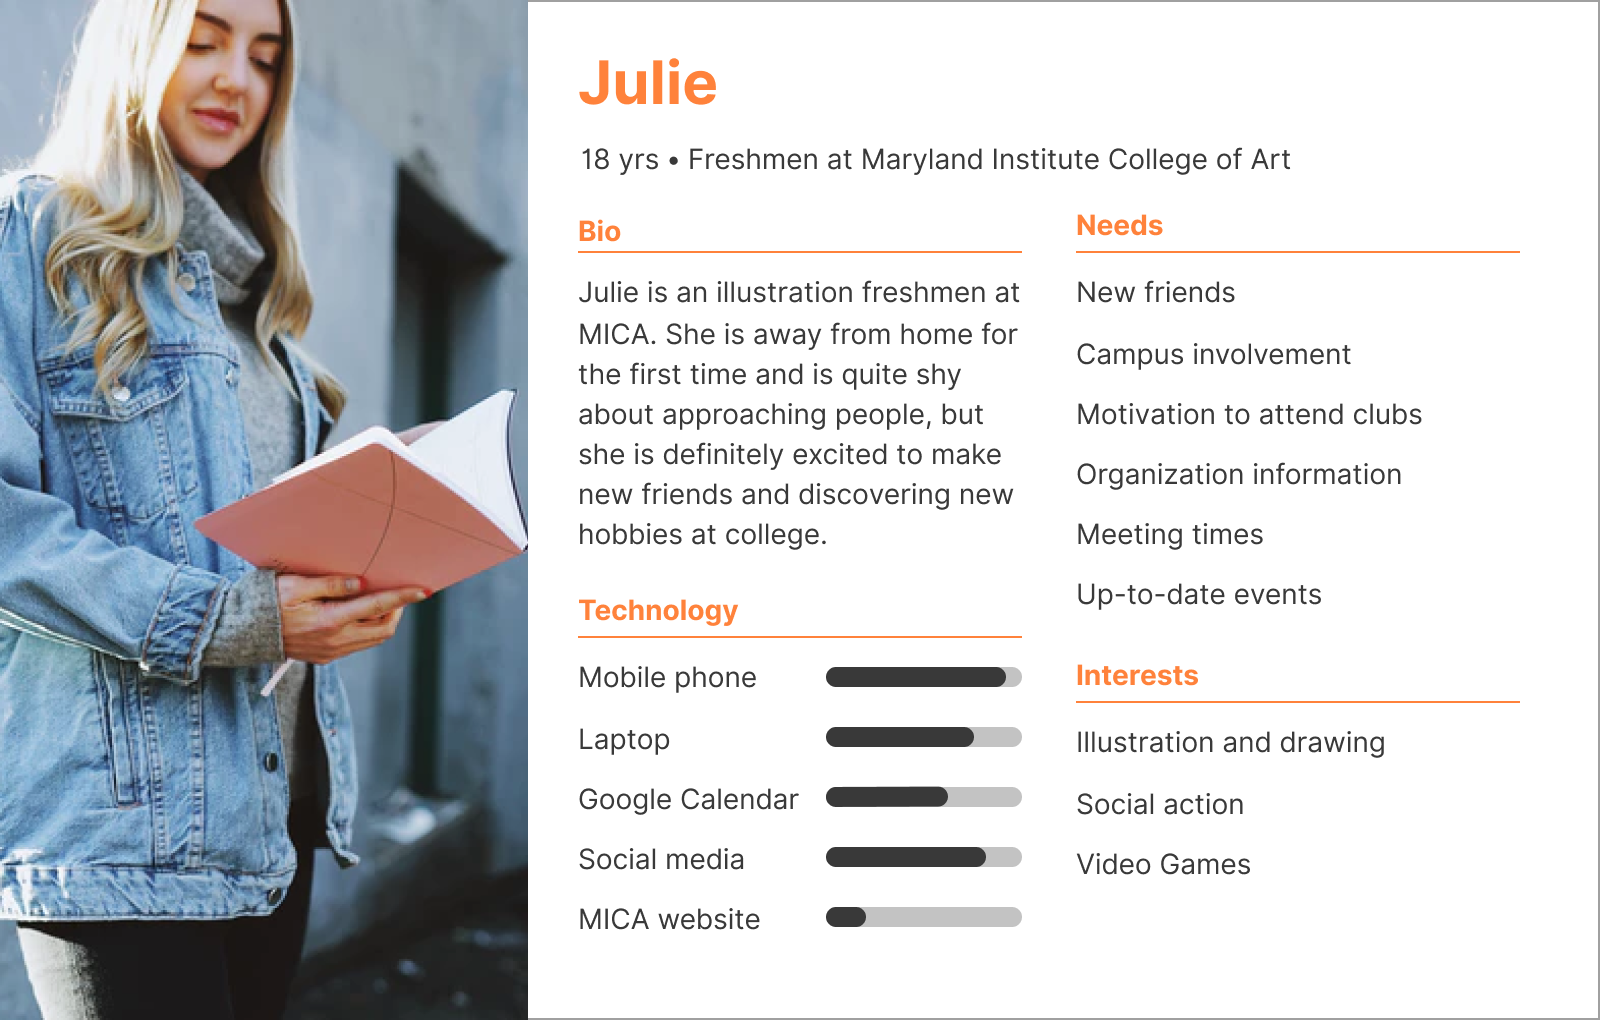 Julie
18 yrs • Freshmen at Maryland Institute College of Art
Bio
Julie is an illustration freshmen at
MICA. She is away from home for
the first time and is quite shy
about approaching people, but
she is definitely excited to make
new friends and discovering new
hobbies at college.
Technology
Mobile phone
Laptop
Google Calendar
Social media
MICA website
Needs
New friends
Campus involvement
Motivation to attend clubs
Organization information
Meeting times
Up-to-date events
Interests
Illustration and drawing
Social action
Video Games